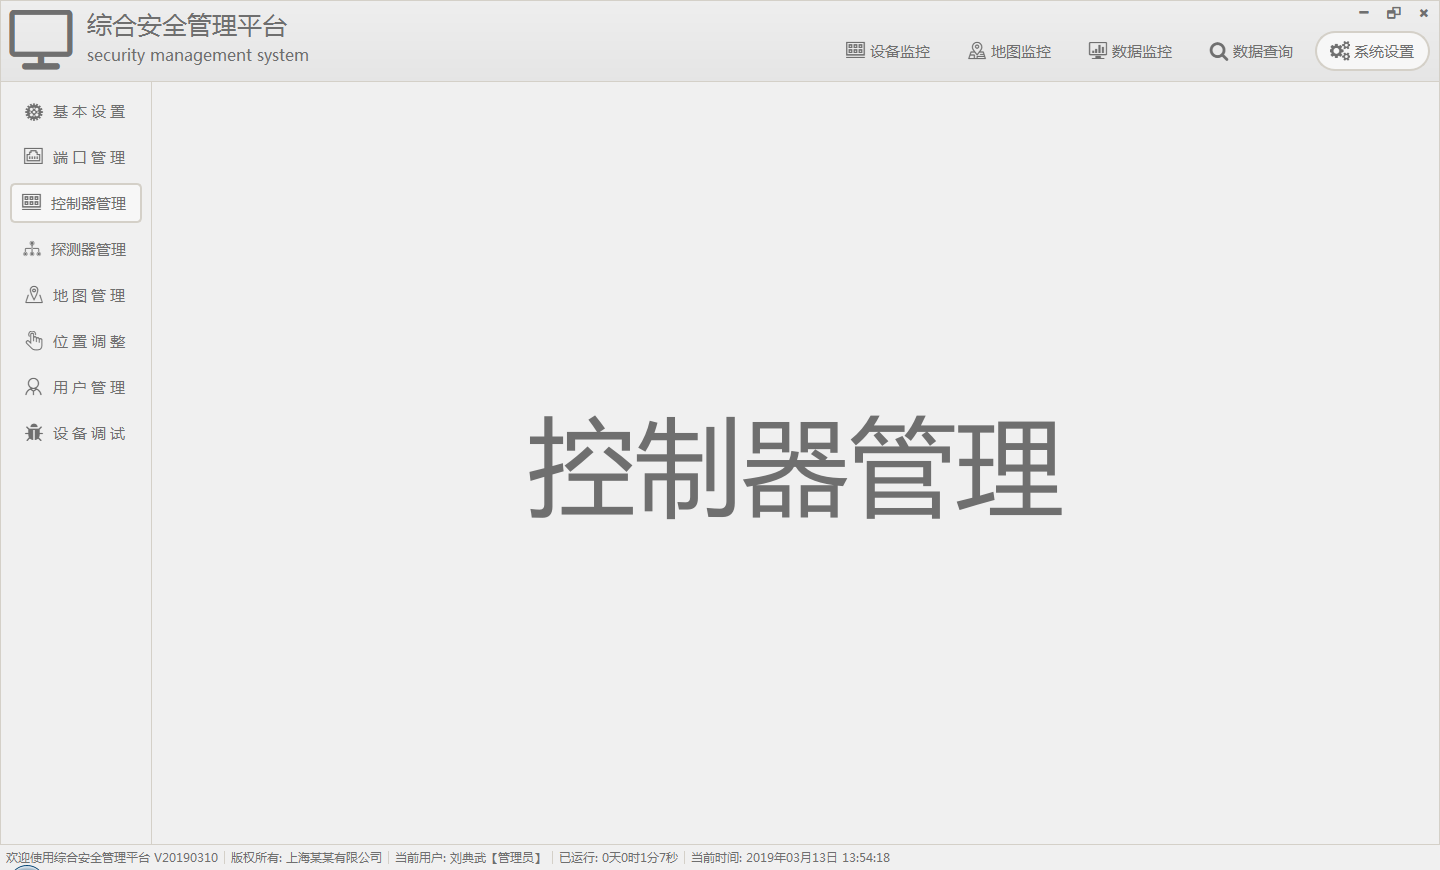 综合安全管理平台
security management system
设备监控 地图监控 数据监控 数据查询 系统设置
基本设置
端口管理
控制器管理
探测器管理
地图管理
位置调整
用户管理
设备调试
控制器管理
欢迎使用综合安全管理平台 V20190310 版权所有: 上海某某有限公司 当前用户: 刘典武【管理员】 已运行: 0天0时1分7秒 当前时间: 2019年03月13日 13:54:18